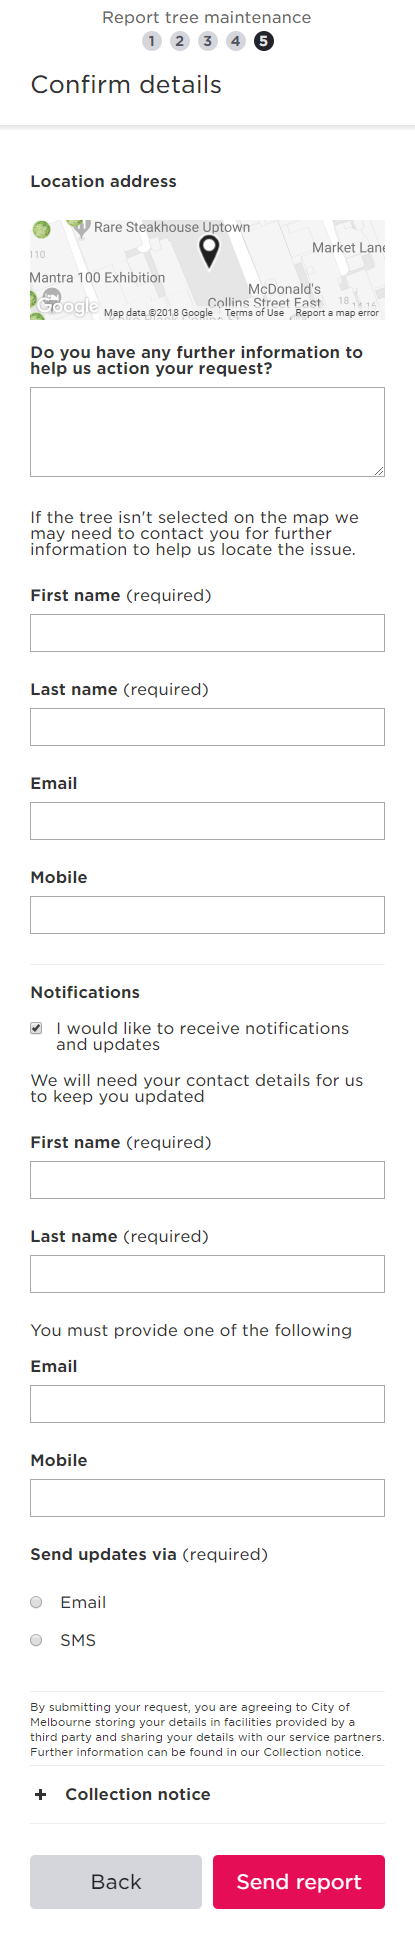 Report tree maintenance
1 2 3 4 5
Confirm details
Location address
Rare Steakhouse Uptown
110
Market Lane
Mantra 100 Exhibition
McDonald's
Collins Street East
18
14-16
Google
Map data ©2018 Google Terms of Use Report a map error
Do you have any further information to
help us action your request?
If the tree isn't selected on the map we
may need to contact you for further
information to help us locate the issue.
First name (required)
Last name (required)
Email
Mobile
Notifications
I would like to receive notifications
and updates
We will need your contact details for us
to keep you updated
First name (required)
Last name (required)
You must provide one of the following
Email
Mobile
Send updates via (required)
Email
SMS
By submitting your request, you are agreeing to City of
Melbourne storing your details in facilities provided by a
third party and sharing your details with our service partners.
Further information can be found in our Collection notice.
+ Collection notice
Back Send report